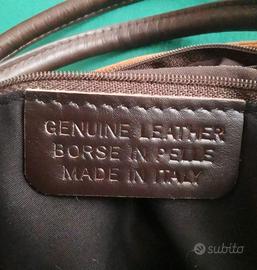 GENUINE LEATHER
BORSE IN PELLE
MADE IN ITALY
subito